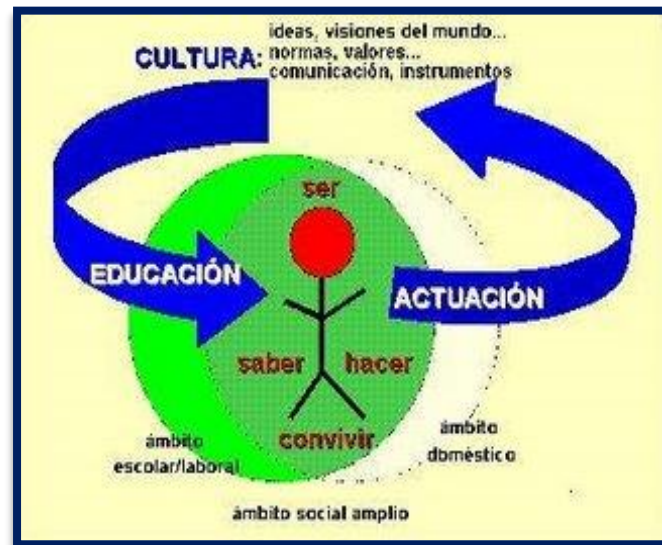 ideas, visiones del mundo...
CULTURA: normas, valores...
comunicación, instrumentos
ser
EDUCACIÓN
ACTUACIÓN
saber hacer
convivir
ámbito
escolar/laboral
ámbito
doméstico
ámbito social amplio